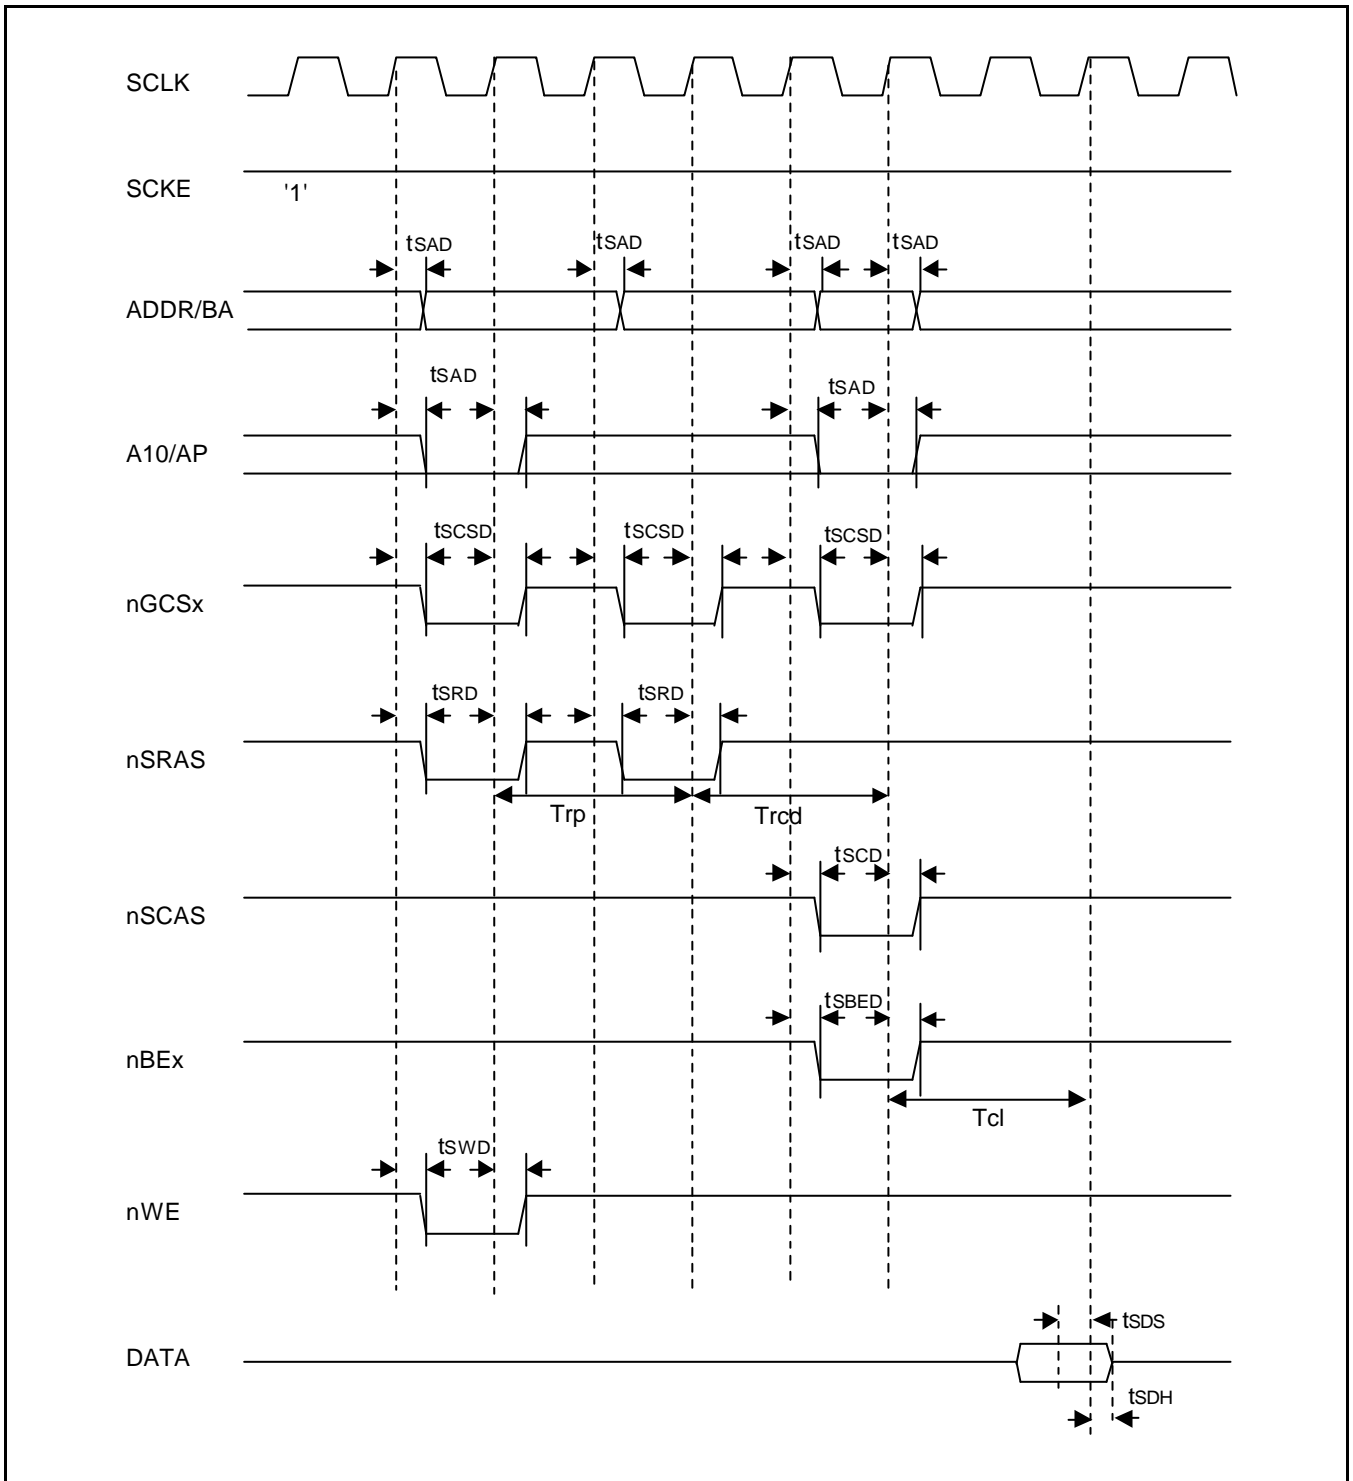 SCLK
SCKE
'1'
tSAD tSAD tSAD tSAD
ADDR/BA
tSAD tSAD
A10/AP
tSCSD tSCSD tSCSD
nGCSx
tSRD tSRD
nSRAS
Trp Trcd
tSCD
nSCAS
tSBED
nBEx
Tcl
tSWD
nWE
tSDS
DATA
tSDH